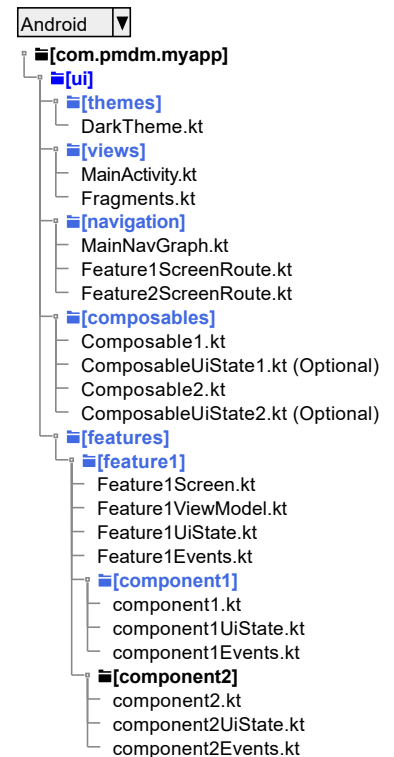 Android
[com.pmdm.myapp]
[ui]
[themes]
DarkTheme.kt
[views]
MainActivity.kt
Fragments.kt
[navigation]
MainNavGraph.kt
Feature1ScreenRoute.kt
Feature2ScreenRoute.kt
[composables]
Composable1.kt
ComposableUiState1.kt (Optional)
Composable2.kt
ComposableUiState2.kt (Optional)
[features]
[feature1]
Feature1Screen.kt
Feature1ViewModel.kt
Feature1UiState.kt
Feature1Events.kt
[component1]
component1.kt
component1UiState.kt
component1Events.kt
[component2]
component2.kt
component2UiState.kt
component2Events.kt